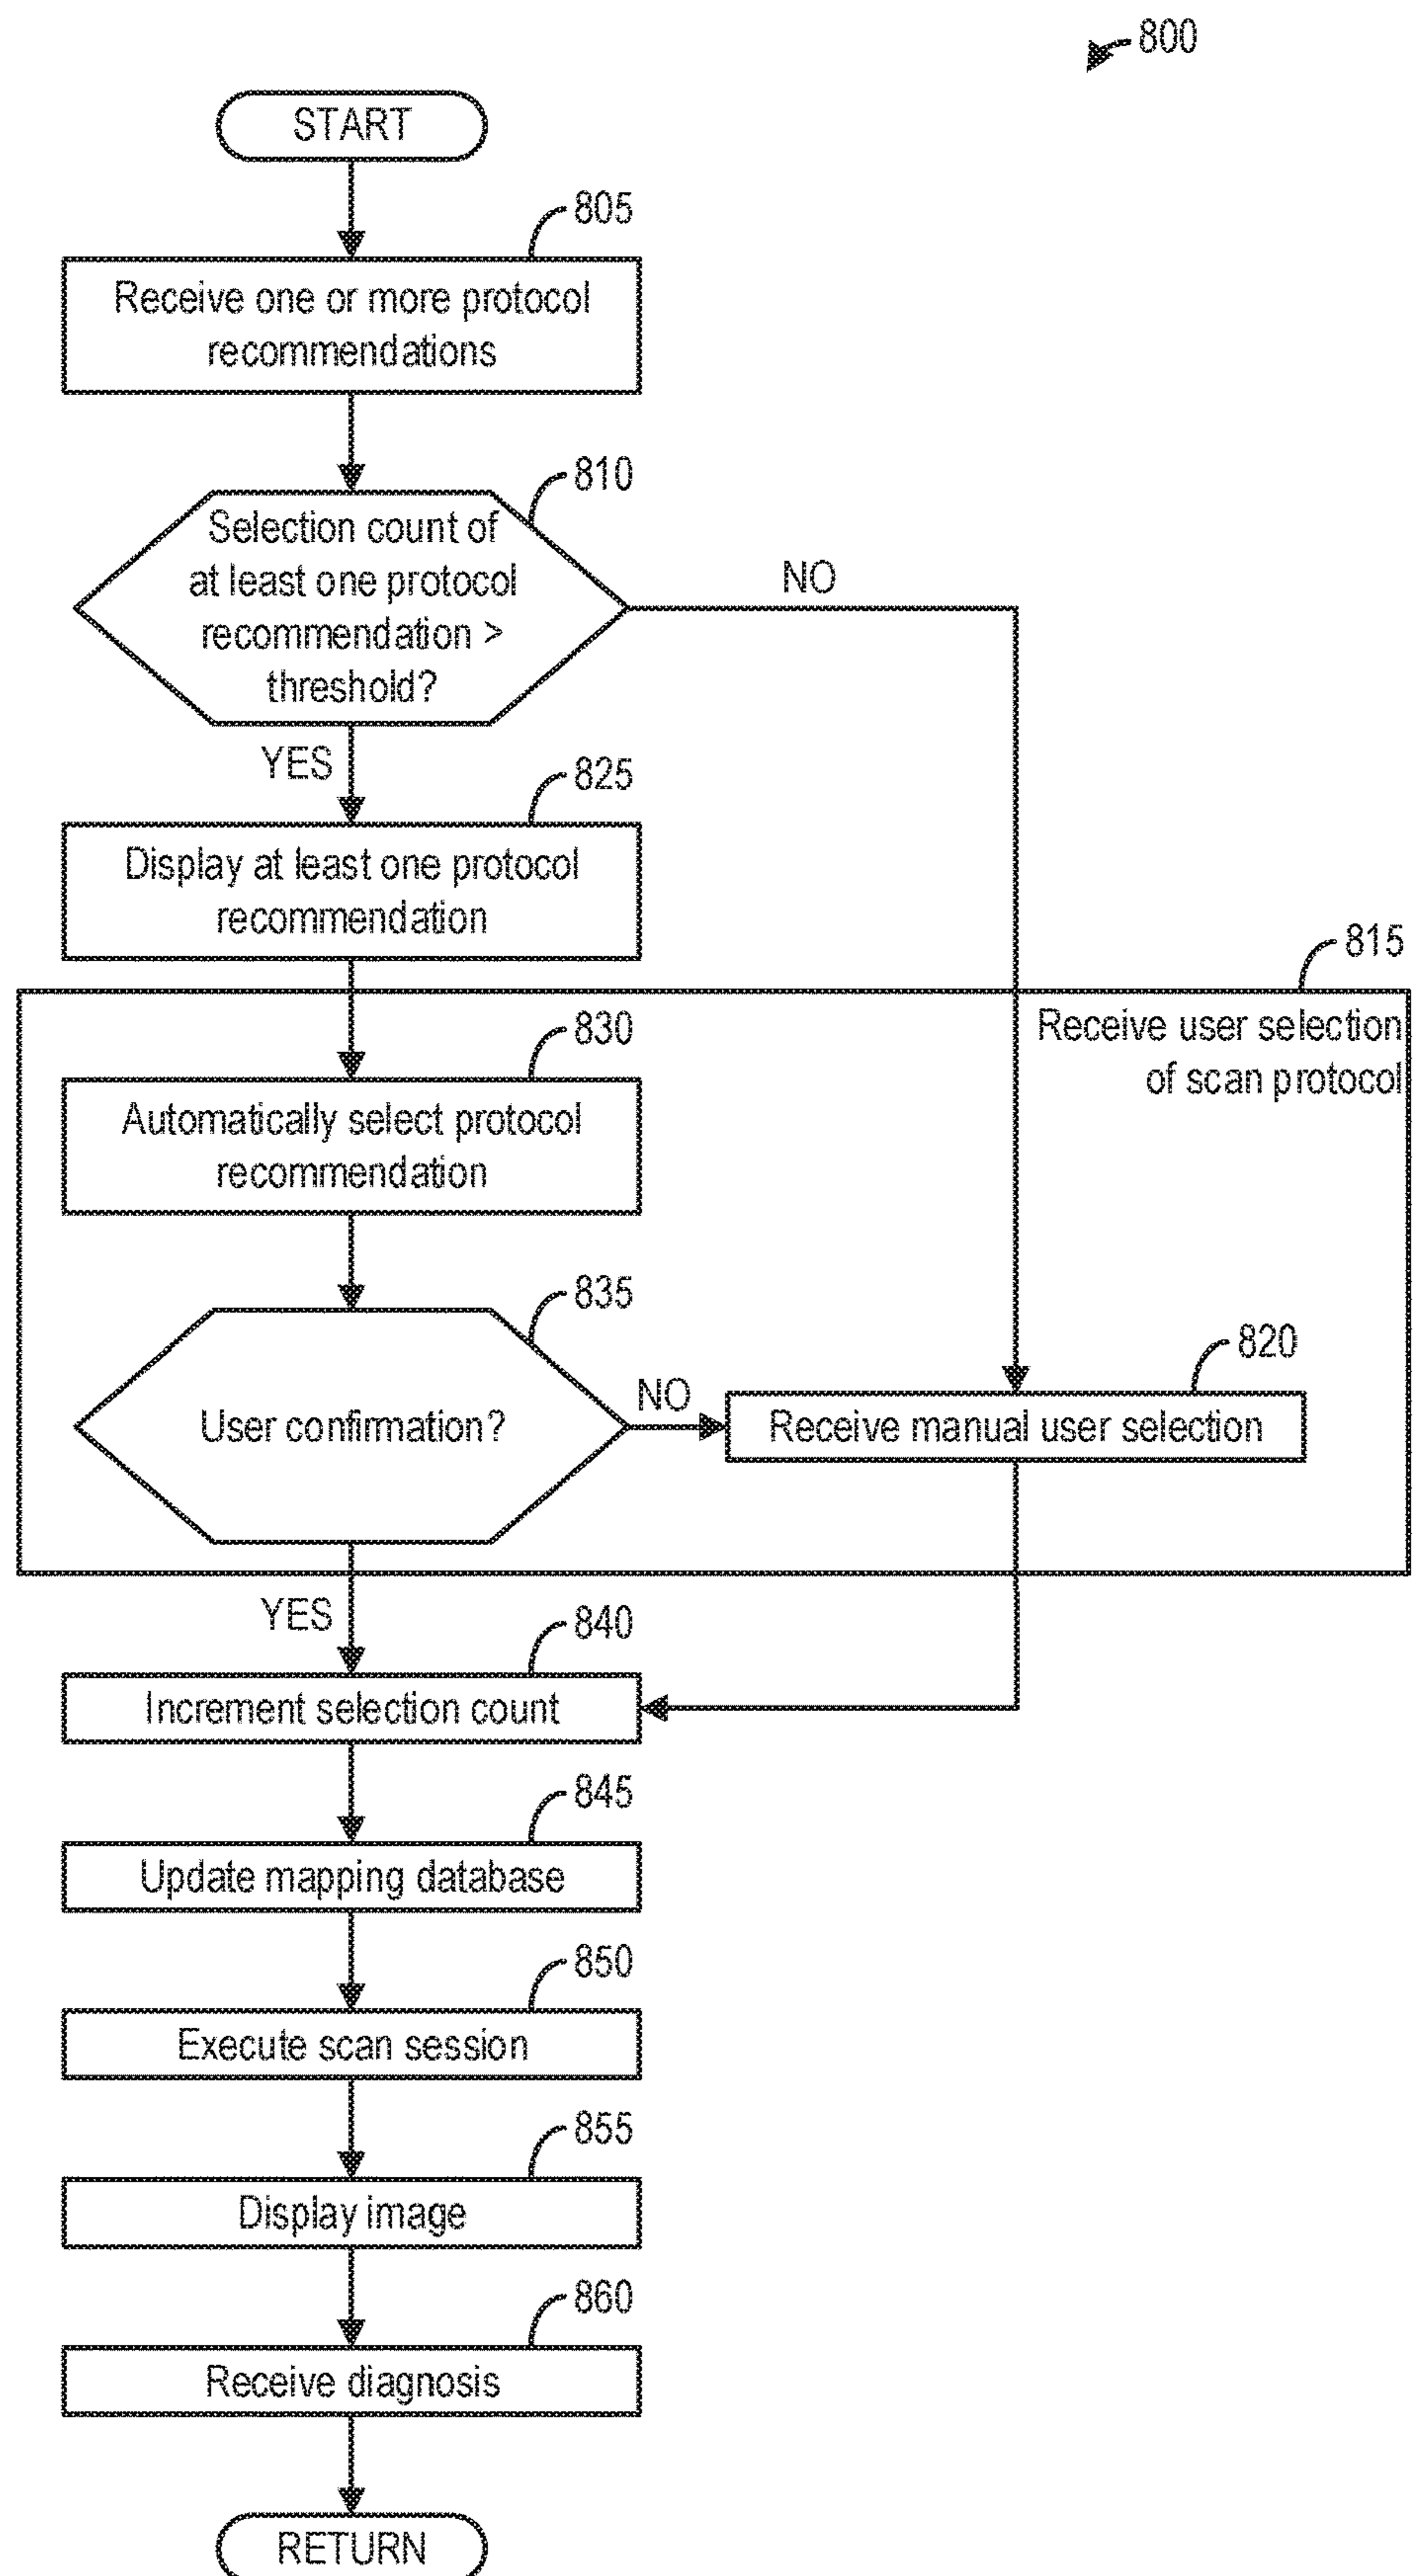 800
START
805
Receive one or more protocol
recommendations
810
Selection count of
at least one protocol
recommendation >
threshold?
NO
YES
825
Display at least one protocol
recommendation
815
Receive user selection
of scan protocol
830
Automatically select protocol
recommendation
835
User confirmation?
NO
820
Receive manual user selection
YES
840
Increment selection count
845
Update mapping database
850
Execute scan session
855
Display image
860
Receive diagnosis
RETURN